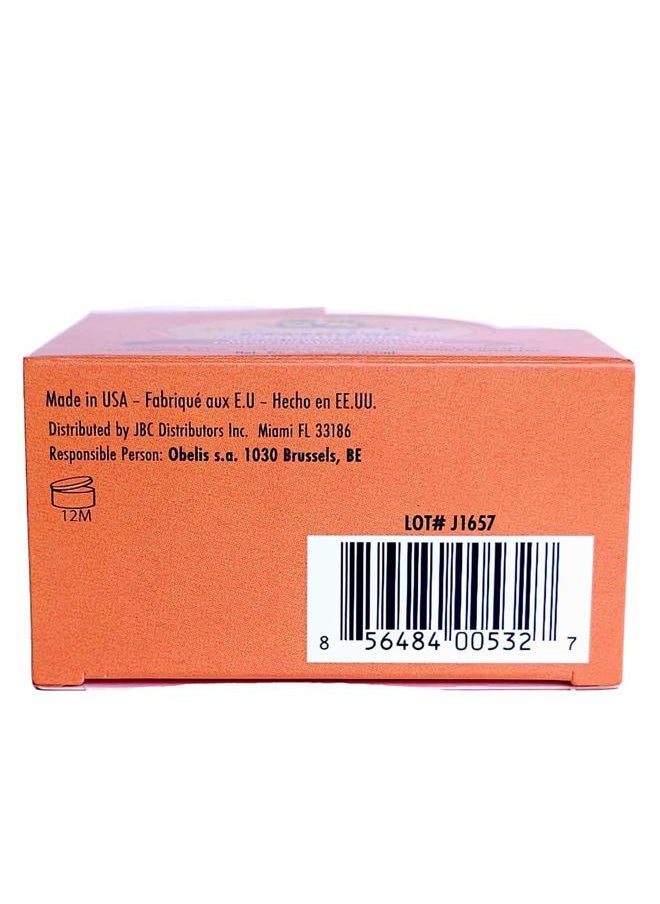 Made in USA - Fabriqué aux E.U - Hecho en EE.UU.
Distributed by JBC Distributors Inc. Miami FL 33186
Responsible Person: Obelis s.a. 1030 Brussels, BE
12M
LOT# J1657
8 56484 00532 7